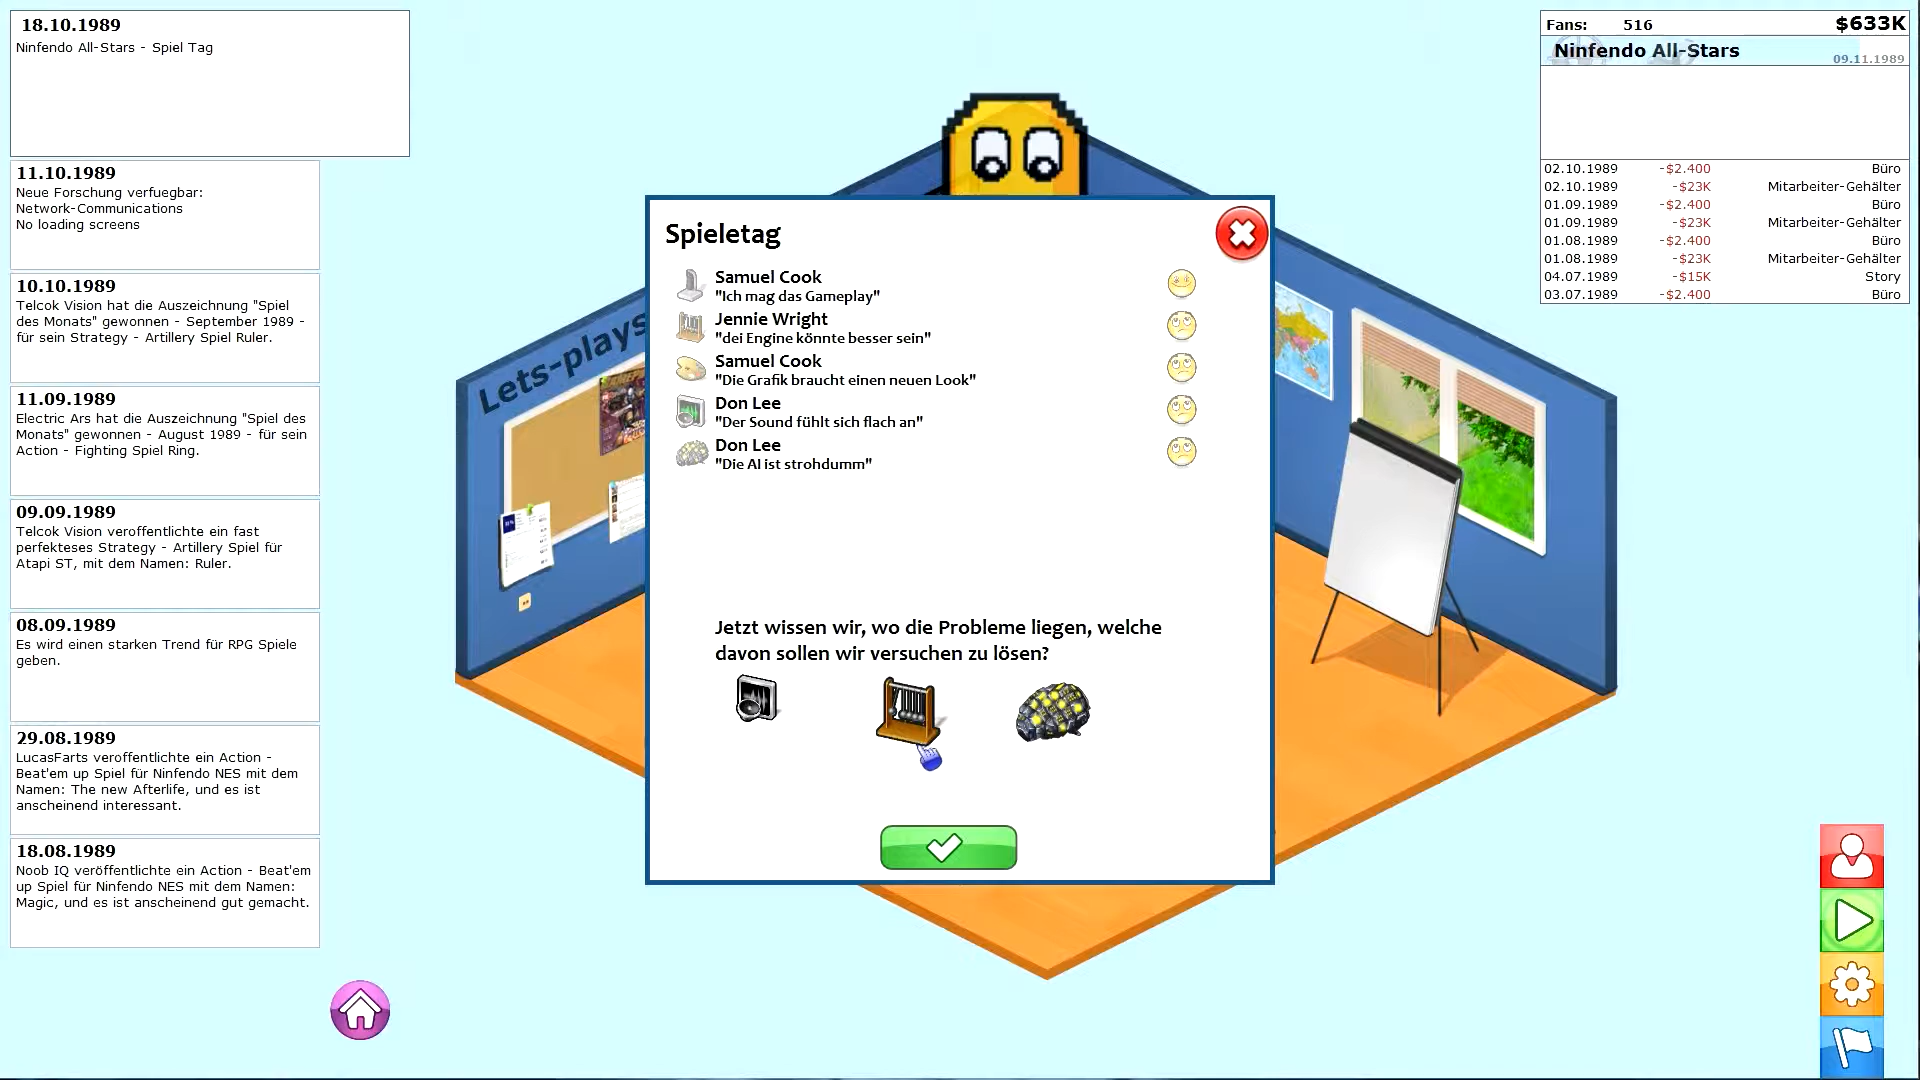 18.10.1989
Ninfendo All-Stars - Spiel Tag
11.10.1989
Neue Forschung verfuegbar:
Network-Communications
No loading screens
10.10.1989
Telcok Vision hat die Auszeichnung "Spiel
des Monats" gewonnen - September 1989 -
für sein Strategy - Artillery Spiel Ruler.
11.09.1989
Electric Ars hat die Auszeichnung "Spiel des
Monats" gewonnen - August 1989 - für sein
Action - Fighting Spiel Ring.
09.09.1989
Telcok Vision veroffentlichte ein fast
perfekteses Strategy - Artillery Spiel für
Atapi ST, mit dem Namen: Ruler.
08.09.1989
Es wird einen starken Trend für RPG Spiele
geben.
29.08.1989
LucasFarts veroffentlichte ein Action -
Beat'em up Spiel für Ninfendo NES mit dem
Namen: The new Afterlife, und es ist
anscheinend interessant.
18.08.1989
Noob IQ veröffentlichte ein Action - Beat'em
up Spiel für Ninfendo NES mit dem Namen:
Magic, und es ist anscheinend gut gemacht.
Lets-plays
Spieletag
Samuel Cook
"Ich mag das Gameplay"
Jennie Wright
"dei Engine könnte besser sein"
Samuel Cook
"Die Grafik braucht einen neuen Look"
Don Lee
"Der Sound fühlt sich flach an"
Don Lee
"Die AI ist strohdumm"
Jetzt wissen wir, wo die Probleme liegen, welche
davon sollen wir versuchen zu lösen?
Fans: 516 $633K
Ninfendo All-Stars 09.11.1989
02.10.1989 -$2.400 Büro
02.10.1989 -$23K Mitarbeiter-Gehälter
01.09.1989 -$2.400 Büro
01.09.1989 -$23K Mitarbeiter-Gehälter
01.08.1989 -$2.400 Büro
01.08.1989 -$23K Mitarbeiter-Gehälter
04.07.1989 -$15K Story
03.07.1989 -$2.400 Büro